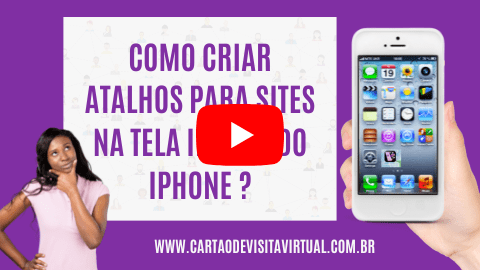 COMO CRIAR
ATALHOS PARA SITES
NA TELA I DO
IPHONE ?
WWW.CARTAODEVISITAVIRTUAL.COM.BR